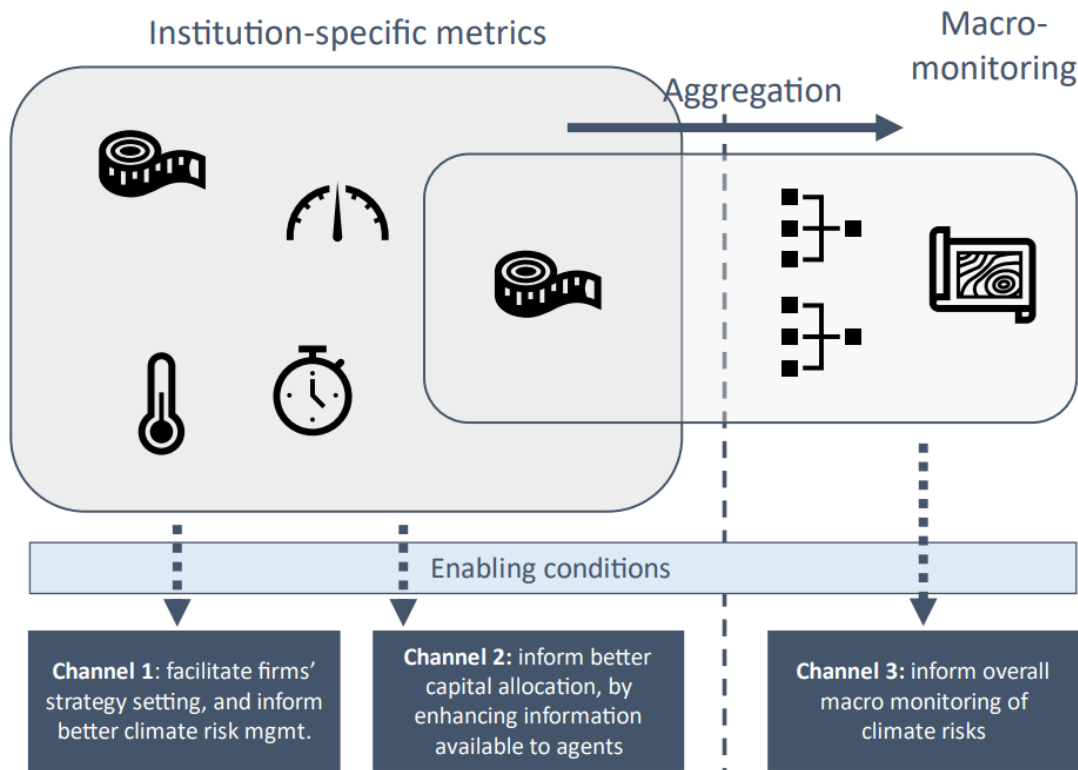 Institution-specific metrics
Macro-
monitoring
Aggregation
Enabling conditions
Channel 1: facilitate firms'
strategy setting, and inform
better climate risk mgmt.
Channel 2: inform better
capital allocation, by
enhancing information
available to agents
Channel 3: inform overall
macro monitoring of
climate risks